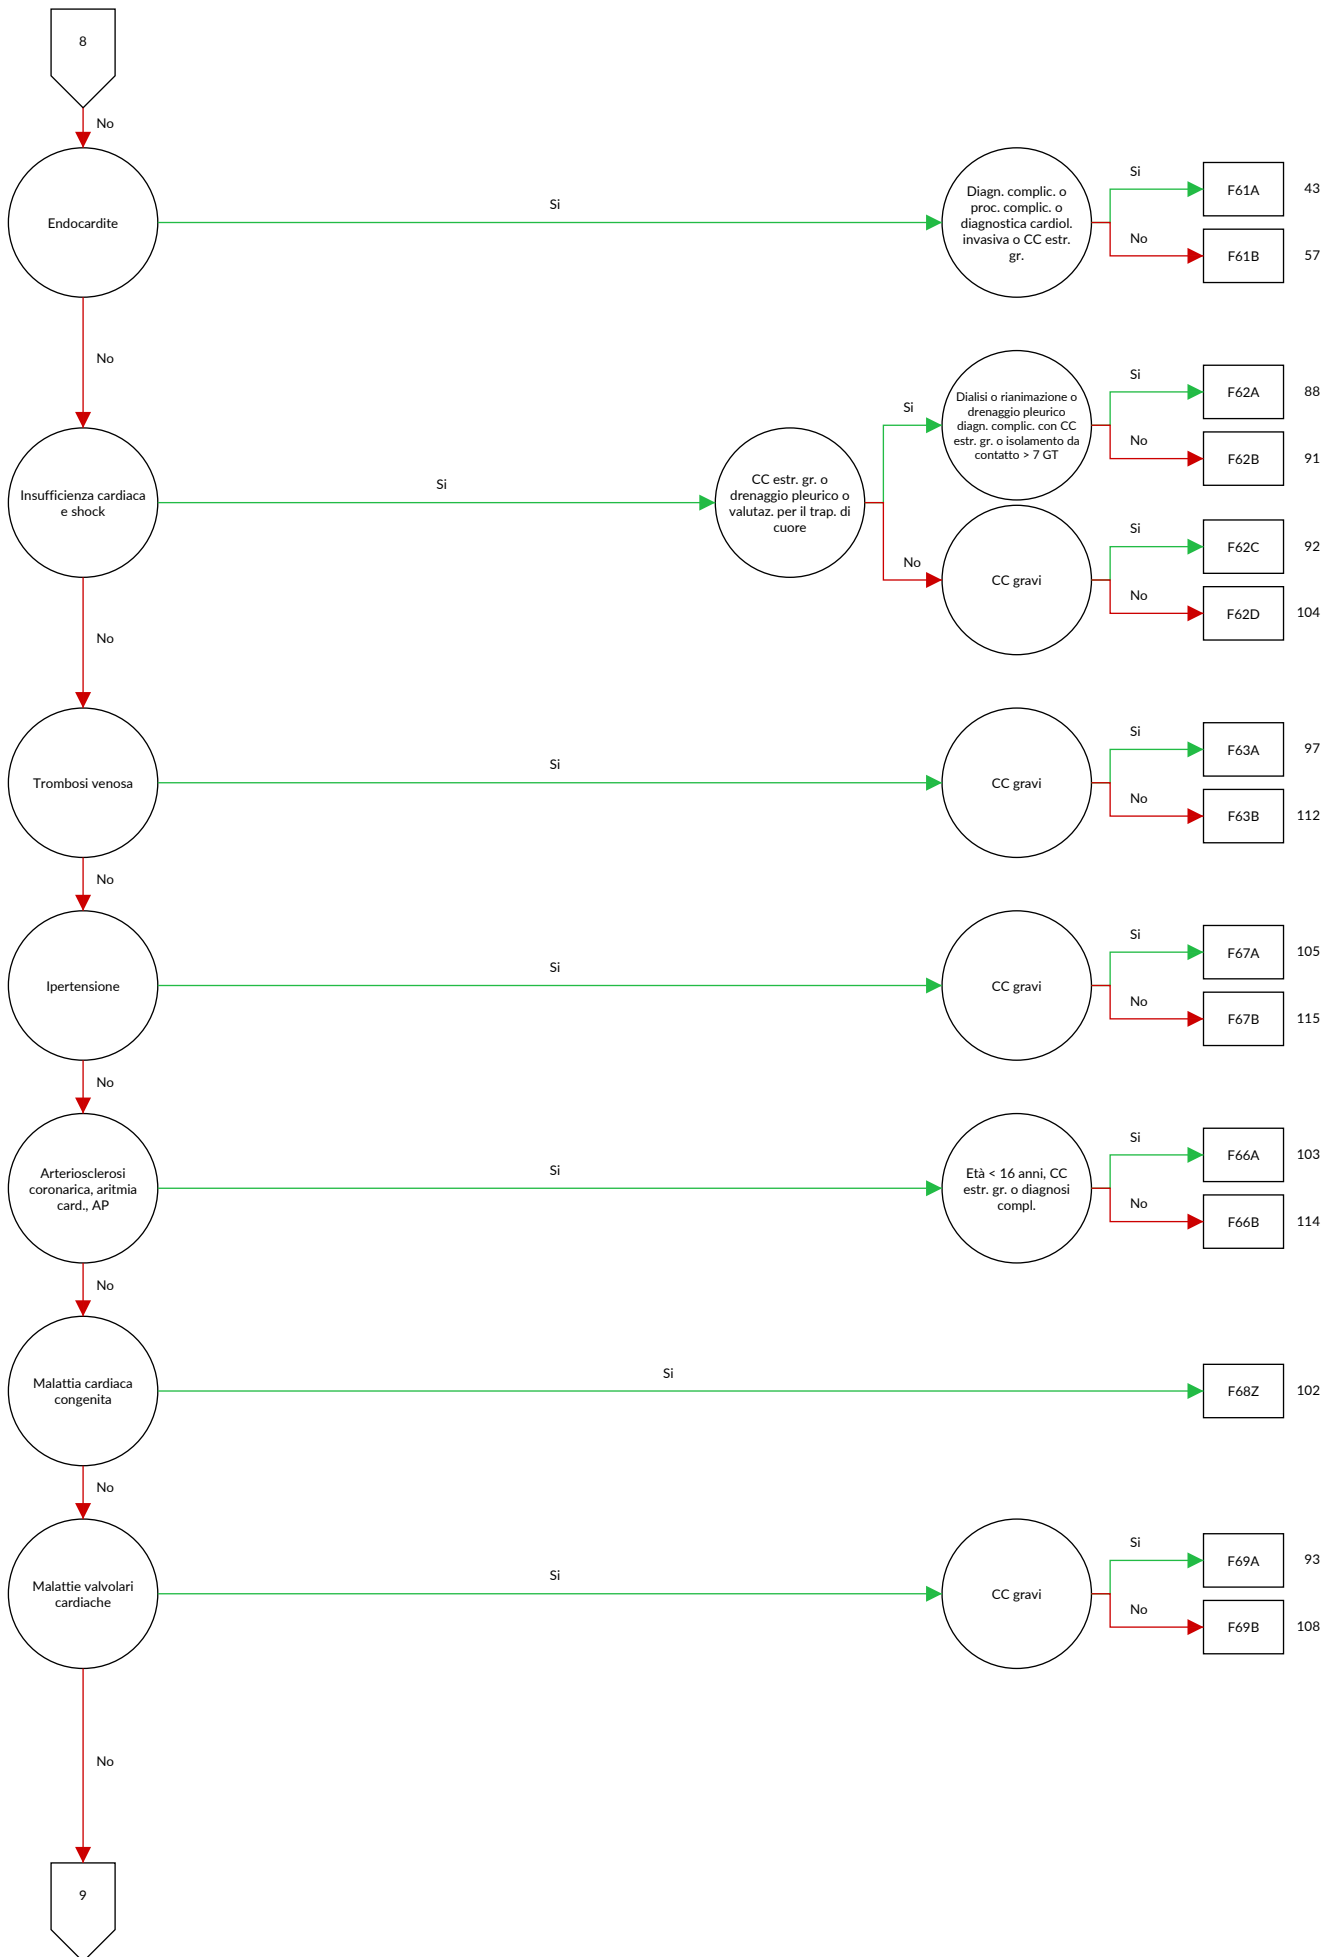 8
No
Endocardite
Si
Diagn. complic. o
proc. complic. o
diagnostica cardiol.
invasiva o CC estr.
gr.
Si
F61A
43
No
F61B
57
No
Insufficienza cardiaca
e shock
Si
CC estr. gr. o
drenaggio pleurico o
valutaz. per il trap. di
cuore
Si
Dialisi o rianimazione o
drenaggio pleurico
diagn. complic. con CC
estr. gr. o isolamento da
contatto > 7 GT
Si
F62A
88
No
F62B
91
No
CC gravi
Si
F62C
92
No
F62D
104
No
Trombosi venosa
Si
CC gravi
Si
F63A
97
No
F63B
112
No
Ipertensione
Si
CC gravi
Si
F67A
105
No
F67B
115
No
Arteriosclerosi
coronarica, aritmia
card., AP
Si
Età < 16 anni, CC
estr. gr. o diagnosi
compl.
Si
F66A
103
No
F66B
114
No
Malattia cardiaca
congenita
Si
F68Z
102
No
Malattie valvolari
cardiache
Si
CC gravi
Si
F69A
93
No
F69B
108
No
9